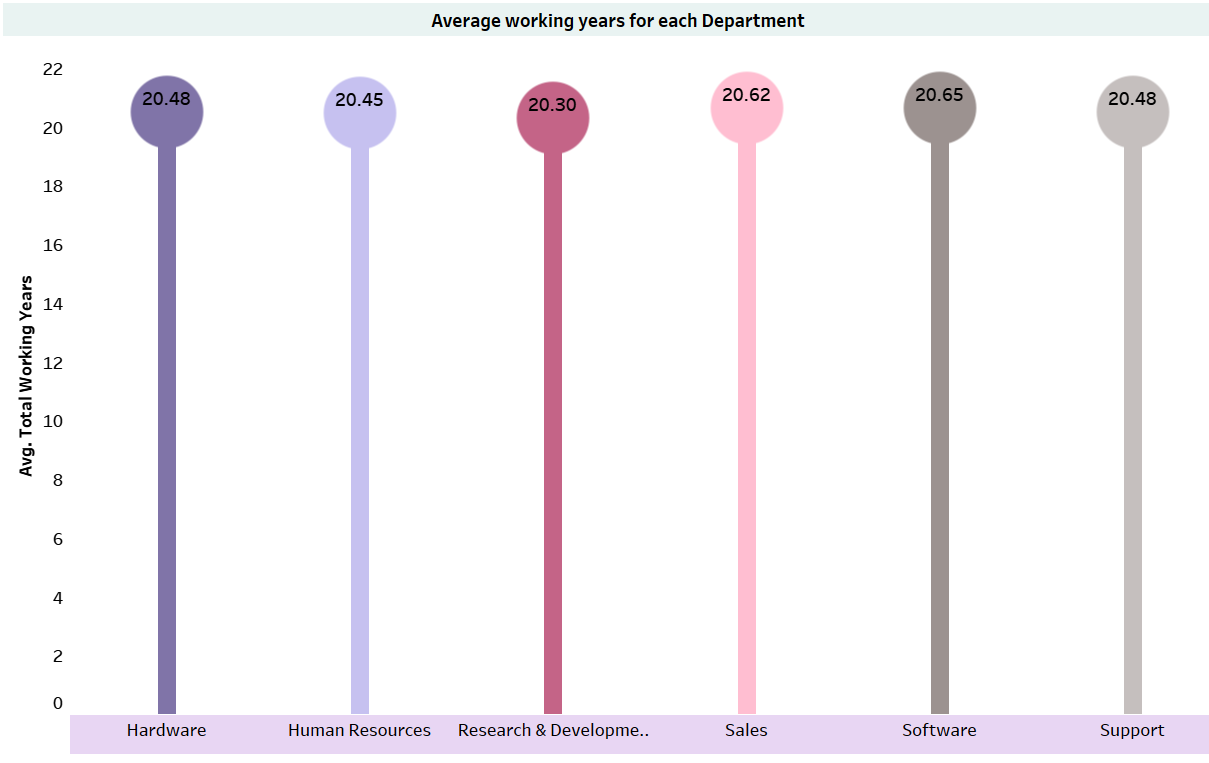 Average working years for each Department
22
20
18
16
14
12
10
8
6
4
2
0
Avg. Total Working Years
20.48
20.45
20.30
20.62
20.65
20.48
Hardware
Human Resources
Research & Developme..
Sales
Software
Support